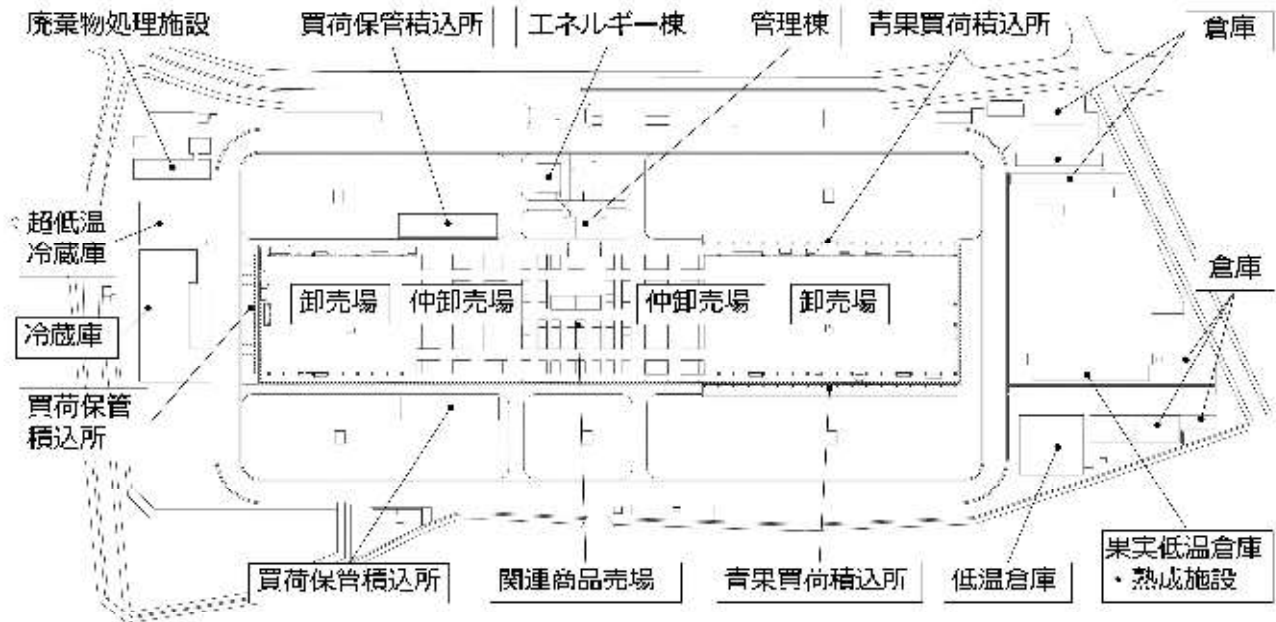 廃棄物処理施設
買荷保管積込所
エネルギー棟
管理棟
青果買荷積込所
倉庫
超低温
冷蔵庫
倉庫
卸売場
仲卸売場
仲卸売場
卸売場
冷蔵庫
買荷保管
積込所
買荷保管積込所
関連商品売場
青果買荷積込所
低温倉庫
果実低温倉庫
・熟成施設